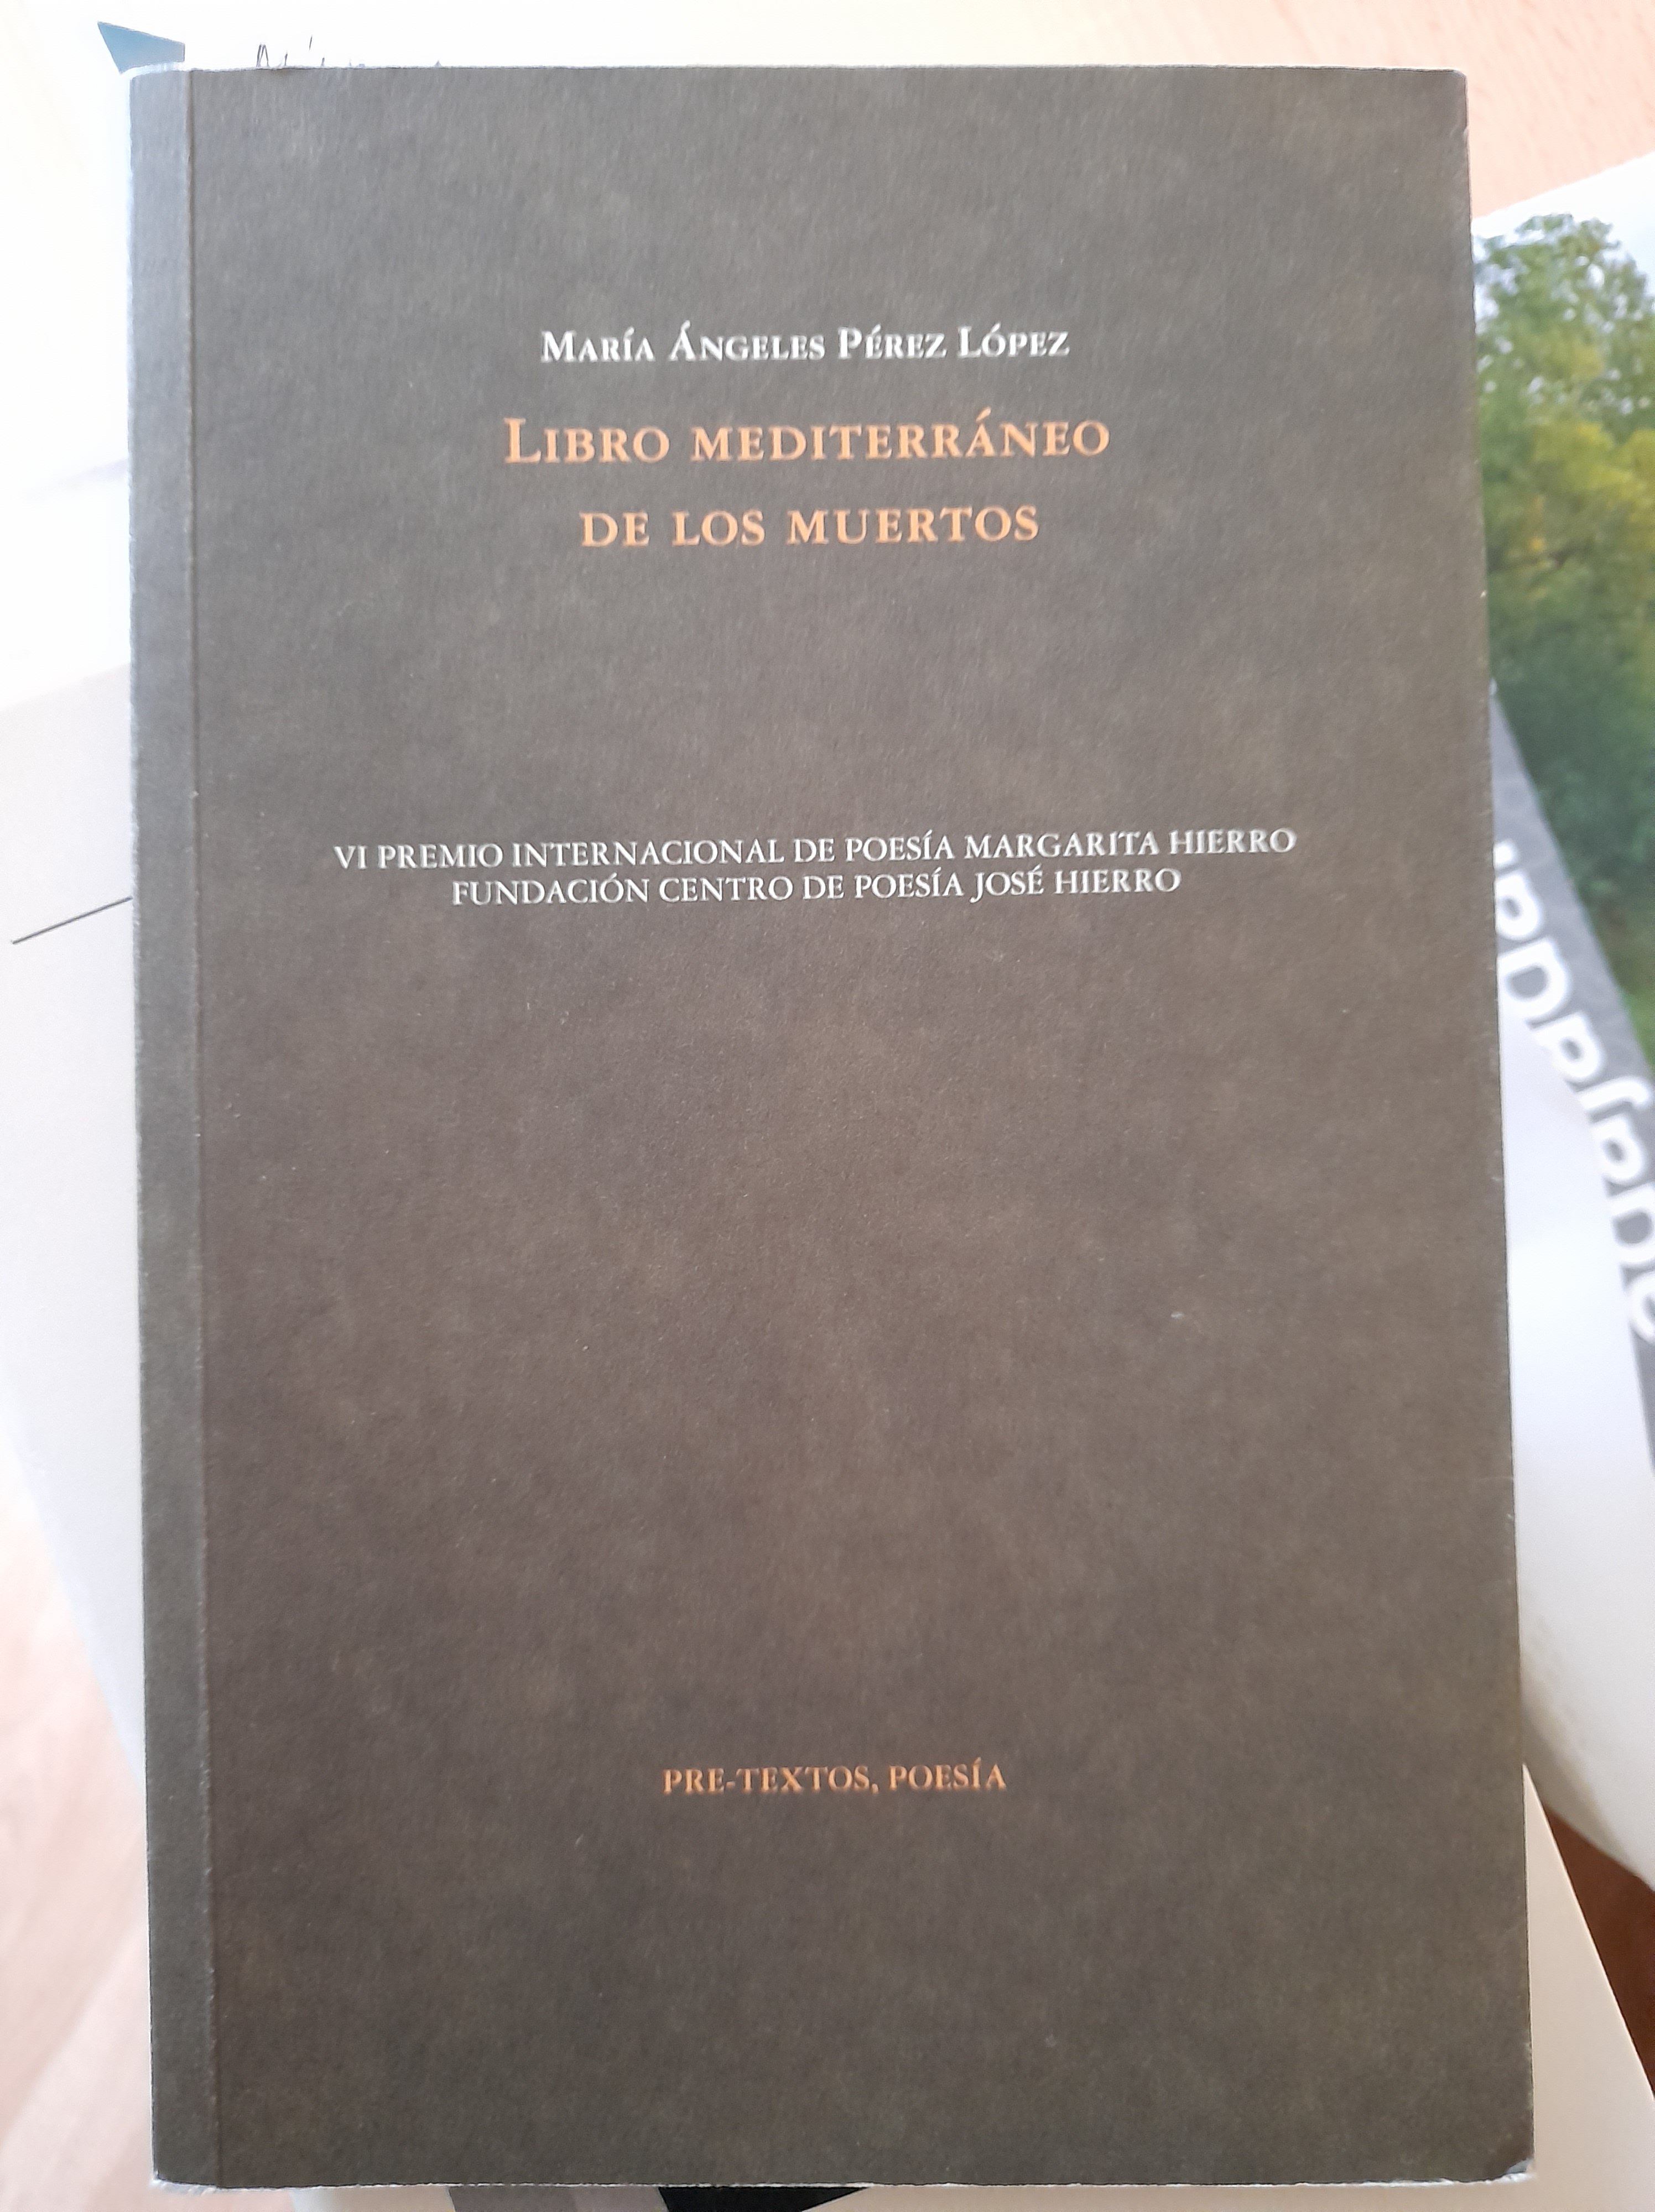 María Ángeles Pérez López
Libro mediterráneo
de los muertos
VI PREMIO INTERNACIONAL DE POESÍA MARGARITA HIERRO
FUNDACIÓN CENTRO DE POESÍA JOSÉ HIERRO
PRE-TEXTOS, POESÍA